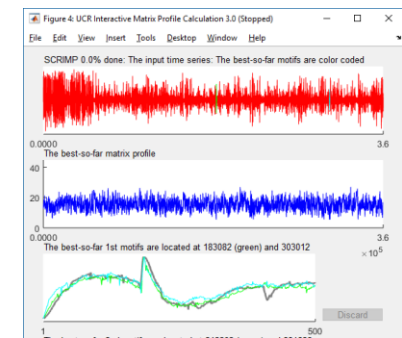 Figure 4: UCR Interactive Matrix Profile Calculation 3.0 (Stopped)
File Edit View Insert Tools Desktop Window Help
SCRIMP 0.0% done: The input time series: The best-so-far motifs are color coded
0.0000 3.6
The best-so-far matrix profile
40
20
0
0.0000 3.6
× 10⁵
The best-so-far 1st motifs are located at 183082 (green) and 303012
Discard
1 500